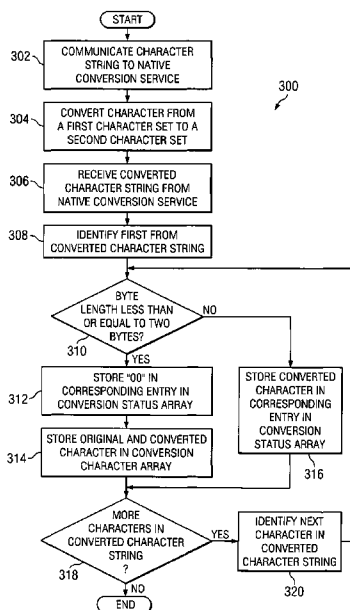 START
302
COMMUNICATE CHARACTER
STRING TO NATIVE
CONVERSION SERVICE
300
304
CONVERT CHARACTER FROM
A FIRST CHARACTER SET TO A
SECOND CHARACTER SET
306
RECEIVE CONVERTED
CHARACTER STRING FROM
NATIVE CONVERSION SERVICE
308
IDENTIFY FIRST FROM
CONVERTED CHARACTER STRING
BYTE
LENGTH LESS THAN
OR EQUAL TO TWO
BYTES?
310
NO
YES
312
STORE "00" IN
CORRESPONDING ENTRY IN
CONVERSION STATUS ARRAY
STORE CONVERTED
CHARACTER IN
CORRESPONDING
ENTRY IN
CONVERSION
STATUS ARRAY
316
314
STORE ORIGINAL AND CONVERTED
CHARACTER IN CONVERSION
CHARACTER ARRAY
MORE
CHARACTERS IN
CONVERTED CHARACTER
STRING
?
318
YES
IDENTIFY NEXT
CHARACTER IN
CONVERTED
CHARACTER STRING
320
NO
END